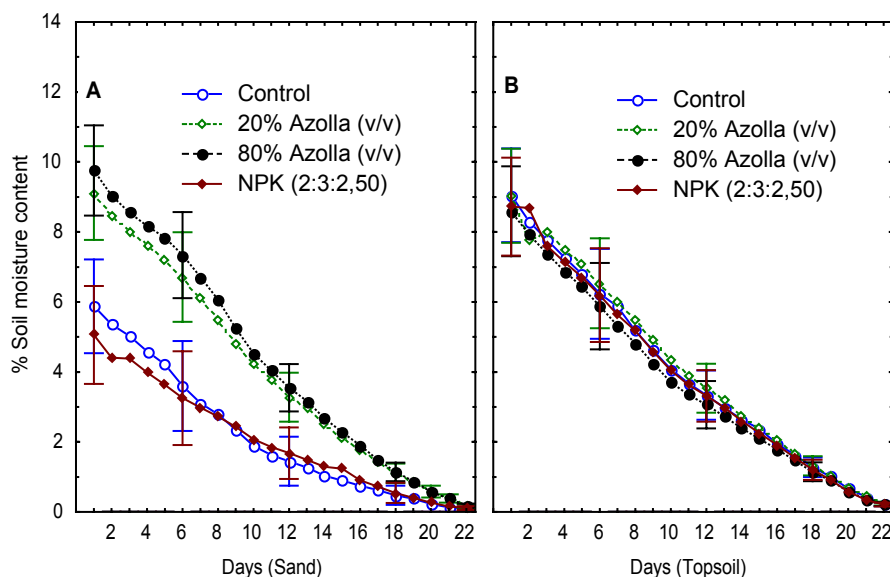 % Soil moisture content
14
12
10
8
6
4
2
0
A
Control
20% Azolla (v/v)
80% Azolla (v/v)
NPK (2:3:2,50)
2 4 6 8 10 12 14 16 18 20 22
Days (Sand)
B
Control
20% Azolla (v/v)
80% Azolla (v/v)
NPK (2:3:2,50)
2 4 6 8 10 12 14 16 18 20 22
Days (Topsoil)